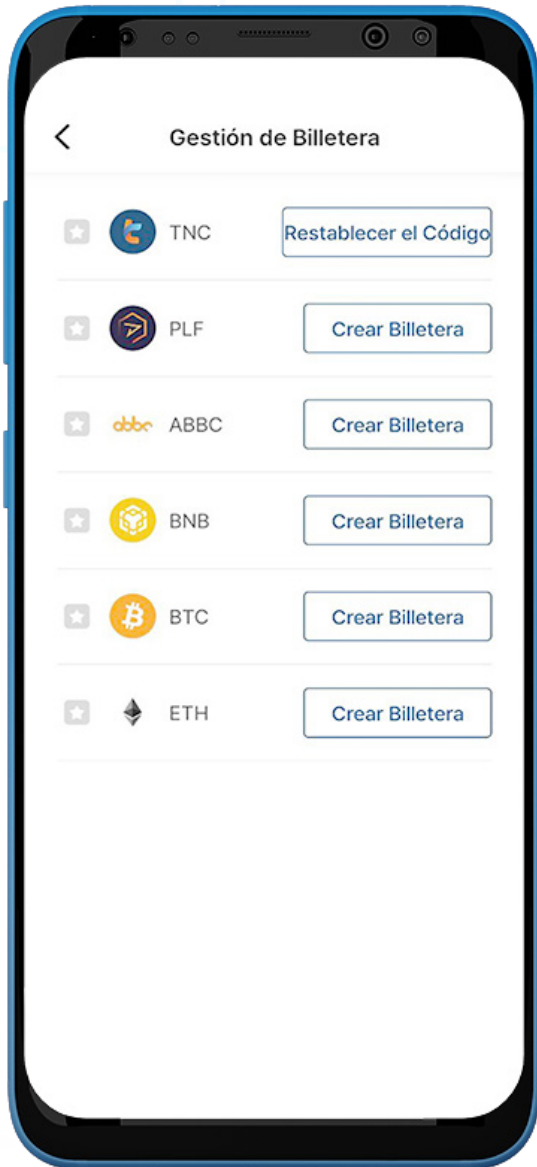 Gestión de Billetera
TNC Restablecer el Código
PLF Crear Billetera
abbc ABBC Crear Billetera
BNB Crear Billetera
BTC Crear Billetera
ETH Crear Billetera